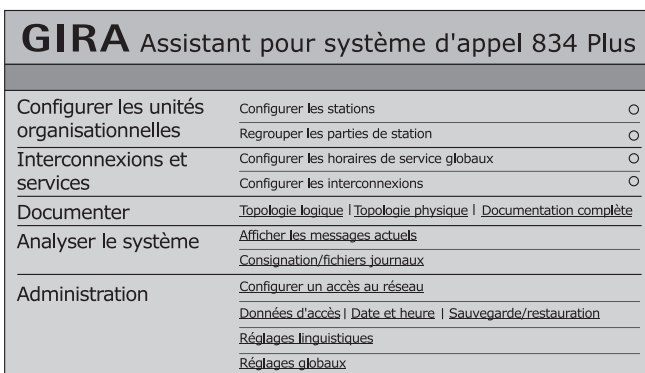 GIRA Assistant pour système d'appel 834 Plus
Configurer les unités organisationnelles
Configurer les stations
Regrouper les parties de station
Interconnexions et services
Configurer les horaires de service globaux
Configurer les interconnexions
Documenter
Topologie logique | Topologie physique | Documentation complète
Analyser le système
Afficher les messages actuels
Consignation/fichiers journaux
Administration
Configurer un accès au réseau
Données d'accès | Date et heure | Sauvegarde/restauration
Réglages linguistiques
Réglages globaux